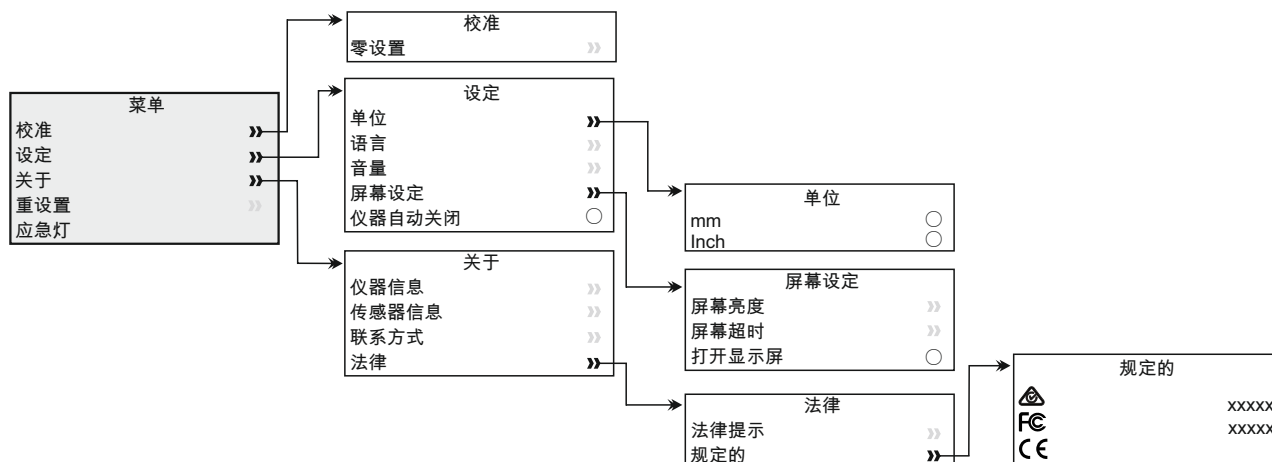 校准
零设置
菜单
校准
设定
关于
重设置
应急灯
设定
单位
语言
音量
屏幕设定
仪器自动关闭
关于
仪器信息
传感器信息
联系方式
法律
单位
mm
Inch
屏幕设定
屏幕亮度
屏幕超时
打开显示屏
法律
法律提示
规定的
规定的
xxxxx
FC xxxxx
CE